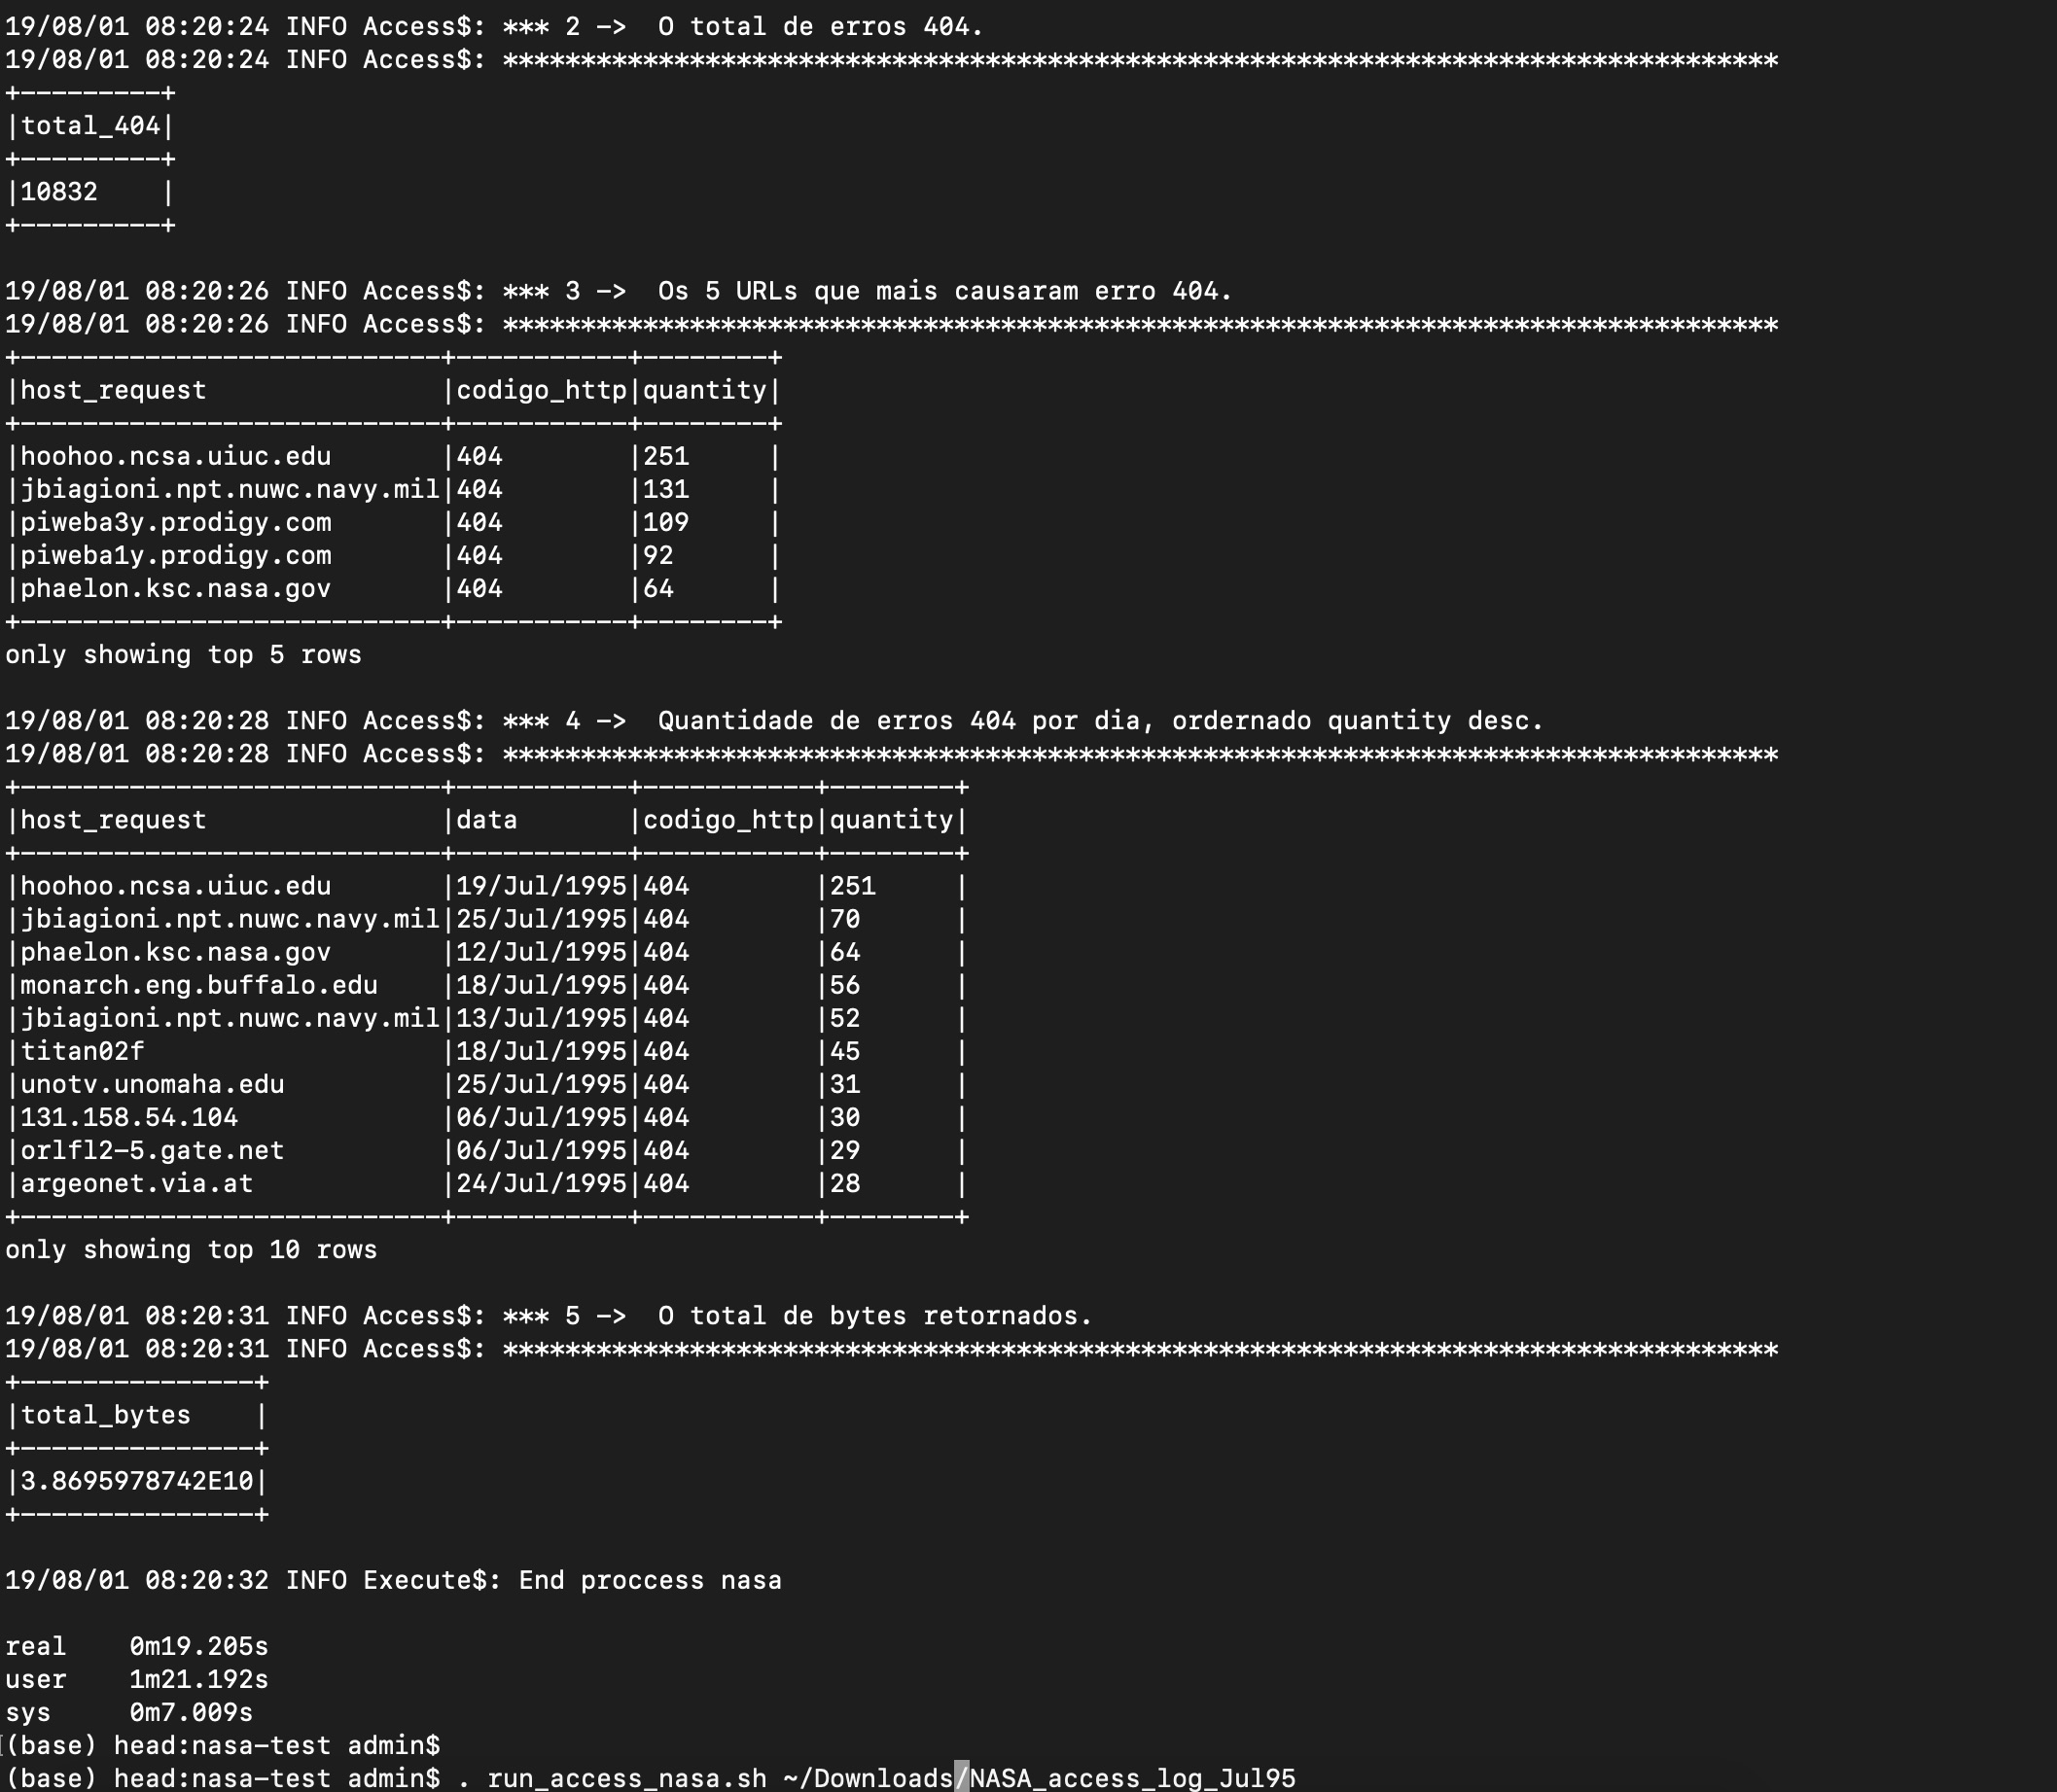 19/08/01 08:20:24 INFO Access$: *** 2 ->  O total de erros 404.
19/08/01 08:20:24 INFO Access$: **********************************************************************************
+---------+
|total_404|
+---------+
|10832    |
+---------+

19/08/01 08:20:26 INFO Access$: *** 3 ->  Os 5 URLs que mais causaram erro 404.
19/08/01 08:20:26 INFO Access$: **********************************************************************************
+---------------------------+-----------+--------+
|host_request               |codigo_http|quantity|
+---------------------------+-----------+--------+
|hoohoo.ncsa.uiuc.edu       |404        |251     |
|jbiagioni.npt.nuwc.navy.mil|404        |131     |
|piweba3y.prodigy.com       |404        |109     |
|piweba1y.prodigy.com       |404        |92      |
|phaelon.ksc.nasa.gov       |404        |64      |
+---------------------------+-----------+--------+
only showing top 5 rows

19/08/01 08:20:28 INFO Access$: *** 4 ->  Quantidade de erros 404 por dia, ordernado quantity desc.
19/08/01 08:20:28 INFO Access$: **********************************************************************************
+---------------------------+-----------+-----------+--------+
|host_request               |data       |codigo_http|quantity|
+---------------------------+-----------+-----------+--------+
|hoohoo.ncsa.uiuc.edu       |19/Jul/1995|404        |251     |
|jbiagioni.npt.nuwc.navy.mil|25/Jul/1995|404        |70      |
|phaelon.ksc.nasa.gov       |12/Jul/1995|404        |64      |
|monarch.eng.buffalo.edu    |18/Jul/1995|404        |56      |
|jbiagioni.npt.nuwc.navy.mil|13/Jul/1995|404        |52      |
|titan02f                   |18/Jul/1995|404        |45      |
|unotv.unomaha.edu          |25/Jul/1995|404        |31      |
|131.158.54.104             |06/Jul/1995|404        |30      |
|orlfl2-5.gate.net          |06/Jul/1995|404        |29      |
|argeonet.via.at            |24/Jul/1995|404        |28      |
+---------------------------+-----------+-----------+--------+
only showing top 10 rows

19/08/01 08:20:31 INFO Access$: *** 5 ->  O total de bytes retornados.
19/08/01 08:20:31 INFO Access$: **********************************************************************************
+---------------+
|total_bytes    |
+---------------+
|3.8695978742E10|
+---------------+

19/08/01 08:20:32 INFO Execute$: End proccess nasa

real    0m19.205s
user    1m21.192s
sys     0m7.009s
(base) head:nasa-test admin$
(base) head:nasa-test admin$ . run_access_nasa.sh ~/Downloads/NASA_access_log_Jul95